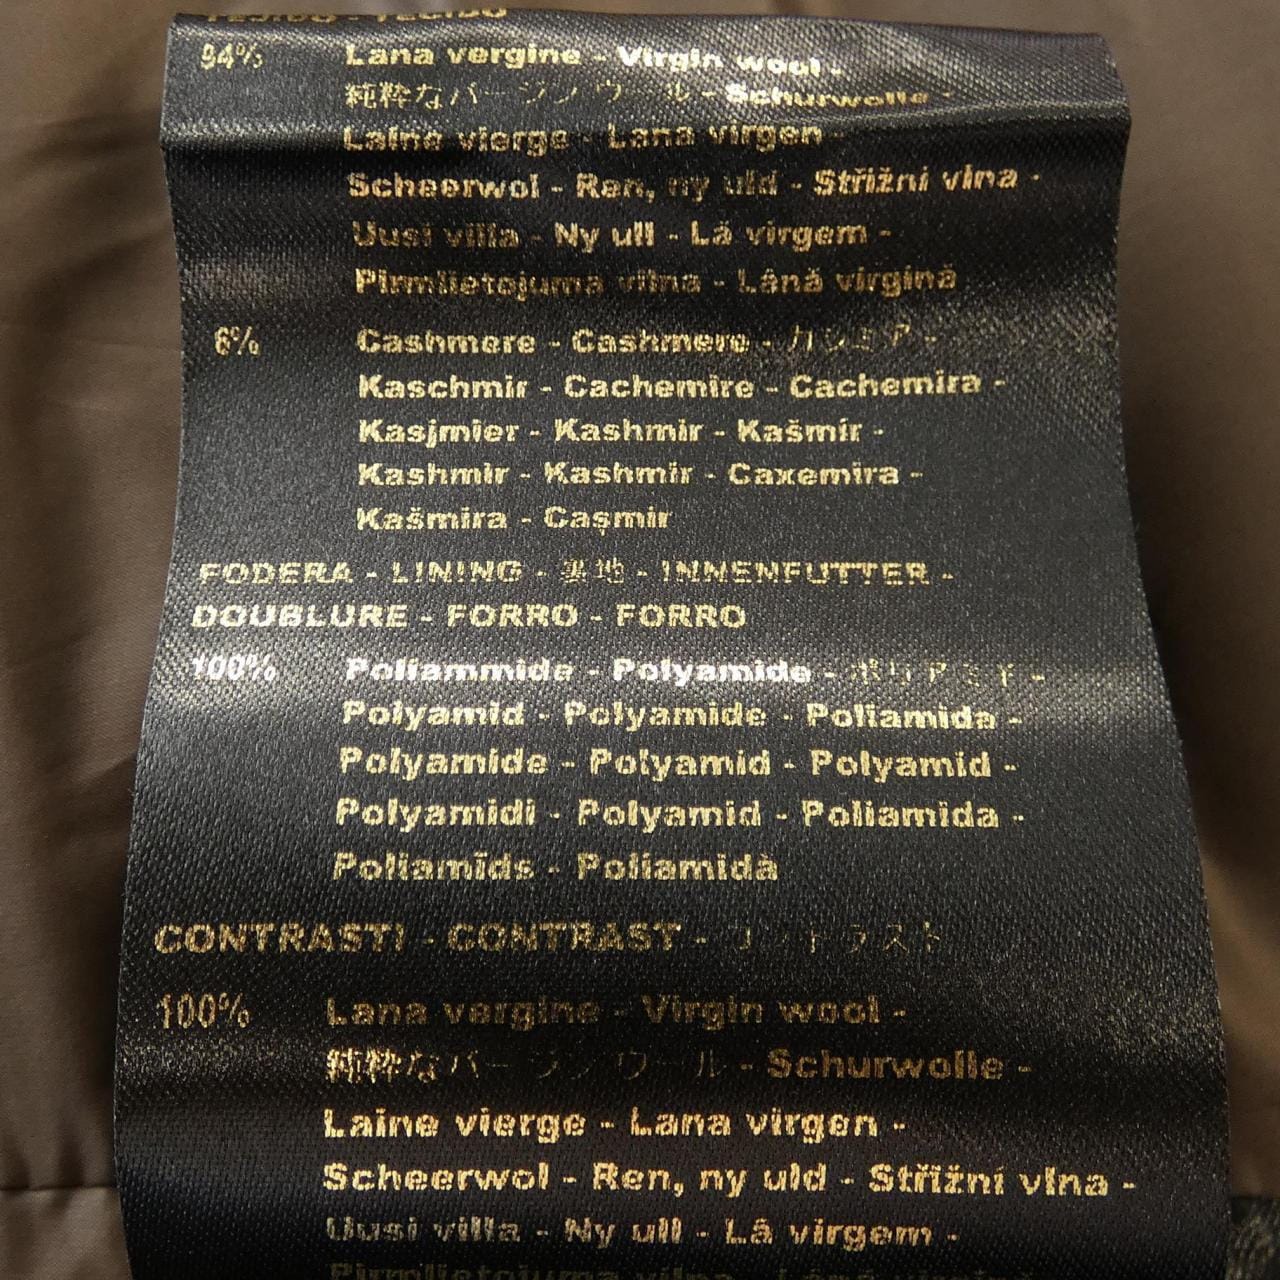 TEJIDO - TECIDO
94% Lana vergine - Virgin wool -
純粋なバージンウール - Schurwolle -
Laine vierge - Lana virgen -
Scheerwol - Ren, ny uld - Střižní vlna -
Uusi villa - Ny ull - Lã virgem -
Pirmlietojuma vilna - Lână virgină
6% Cashmere - Cashmere - カシミア -
Kaschmir - Cachemire - Cachemira -
Kasjmier - Kashmir - Kašmír -
Kashmir - Kashmir - Caxemira -
Kašmira - Cașmir
FODERA - LINING - 裏地 - INNENFUTTER -
DOUBLURE - FORRO - FORRO
100% Poliammide - Polyamide - ポリアミド -
Polyamid - Polyamide - Poliamida -
Polyamide - Polyamid - Polyamid -
Polyamidi - Polyamid - Poliamida -
Poliamīds - Poliamidă
CONTRASTI - CONTRAST - コントラスト
100% Lana vergine - Virgin wool -
純粋なバージンウール - Schurwolle -
Laine vierge - Lana virgen -
Scheerwol - Ren, ny uld - Střižní vlna -
Uusi villa - Ny ull - Lã virgem -
Pirmlietojuma vilna - Lână